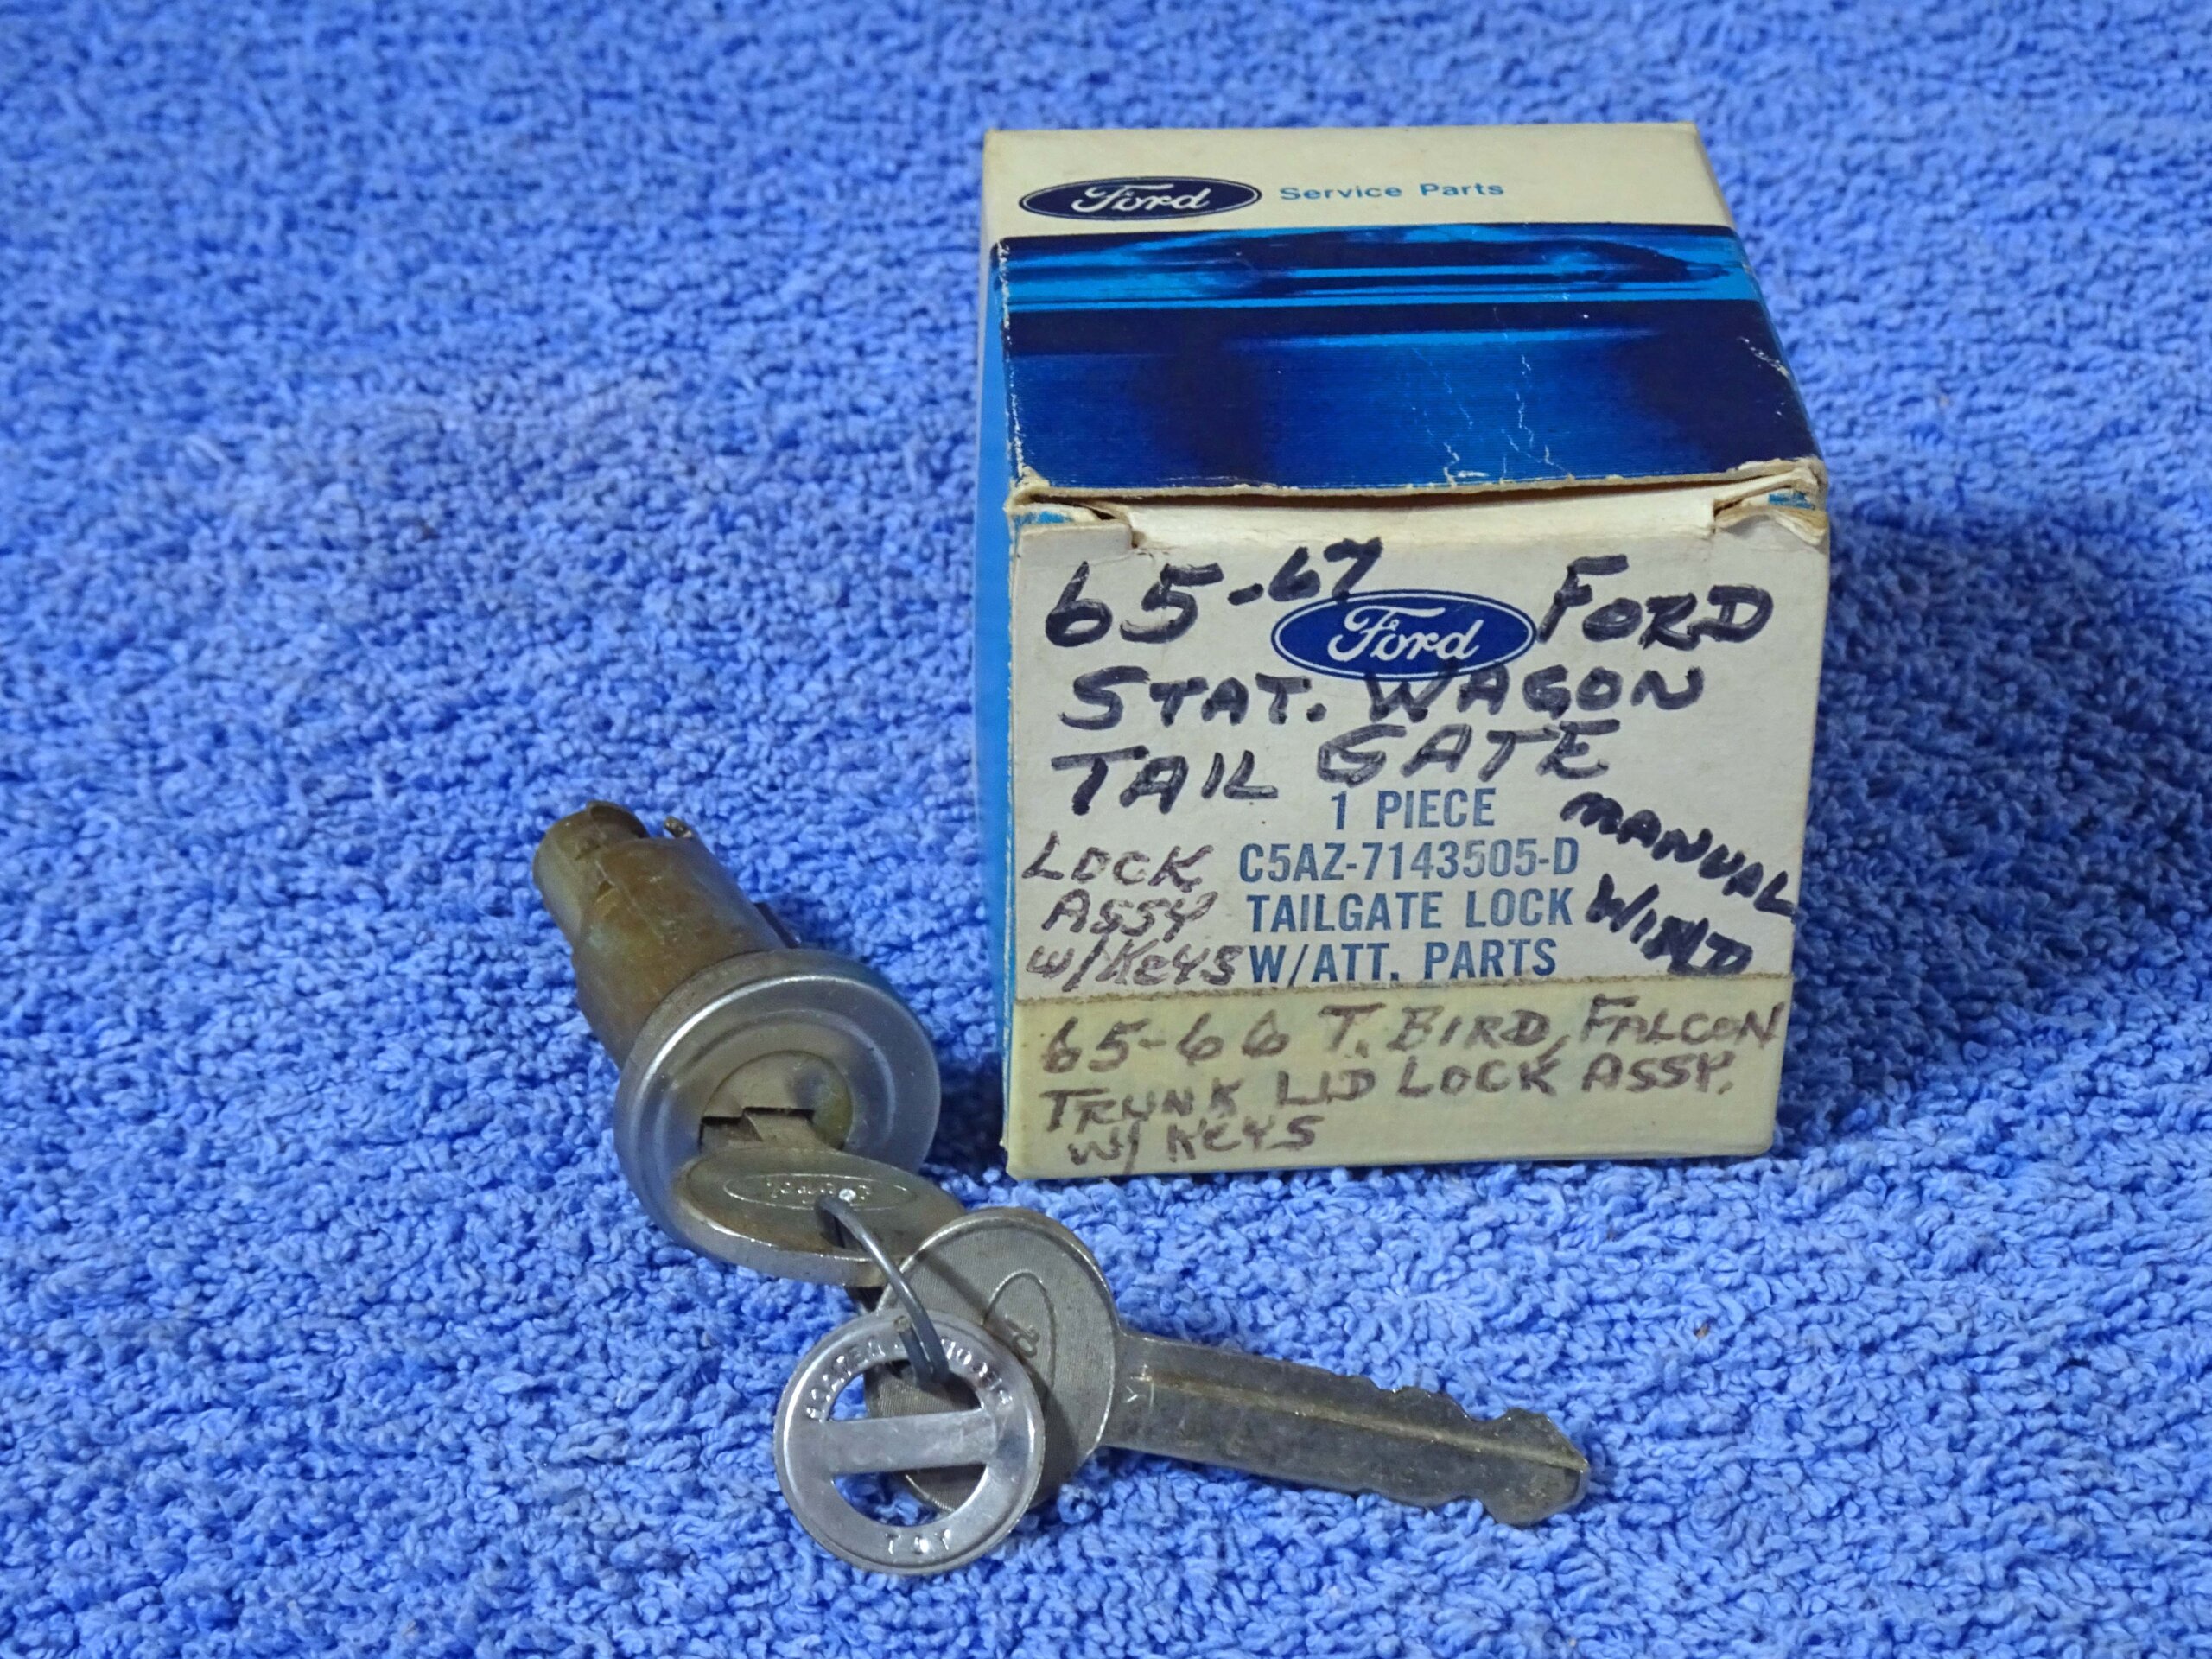 Ford Service Parts
65-67 Ford FORD
STAT. WAGON
TAIL GATE
1 PIECE
MANUAL
WIND
LOCK
ASSY
W/KEYS
C5AZ-7143505-D
TAILGATE LOCK
W/ATT. PARTS
65-66 T. BIRD, FALCON
TRUNK LID LOCK ASSY.
W/ KEYS
Ford